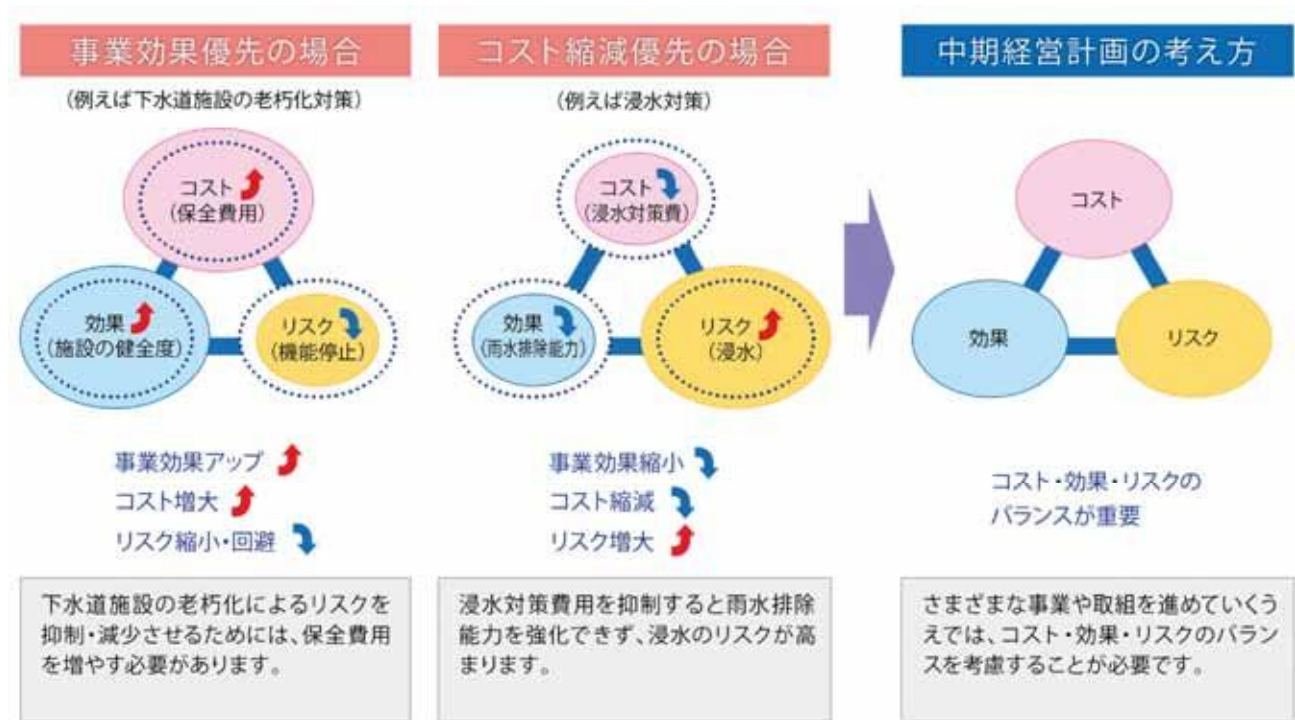 事業効果優先の場合
(例えば下水道施設の老朽化対策)
コスト
(保全費用)
効果
(施設の健全度)
リスク
(機能停止)
事業効果アップ
コスト増大
リスク縮小・回避
下水道施設の老朽化によるリスクを
抑制・減少させるためには、保全費用
を増やす必要があります。
コスト縮減優先の場合
(例えば浸水対策)
コスト
(浸水対策費)
効果
(雨水排除能力)
リスク
(浸水)
事業効果縮小
コスト縮減
リスク増大
浸水対策費用を抑制すると雨水排除
能力を強化できず、浸水のリスクが高
まります。
中期経営計画の考え方
コスト
効果
リスク
コスト・効果・リスクの
バランスが重要
さまざまな事業や取組を進めていくう
えでは、コスト・効果・リスクのバラン
スを考慮することが必要です。